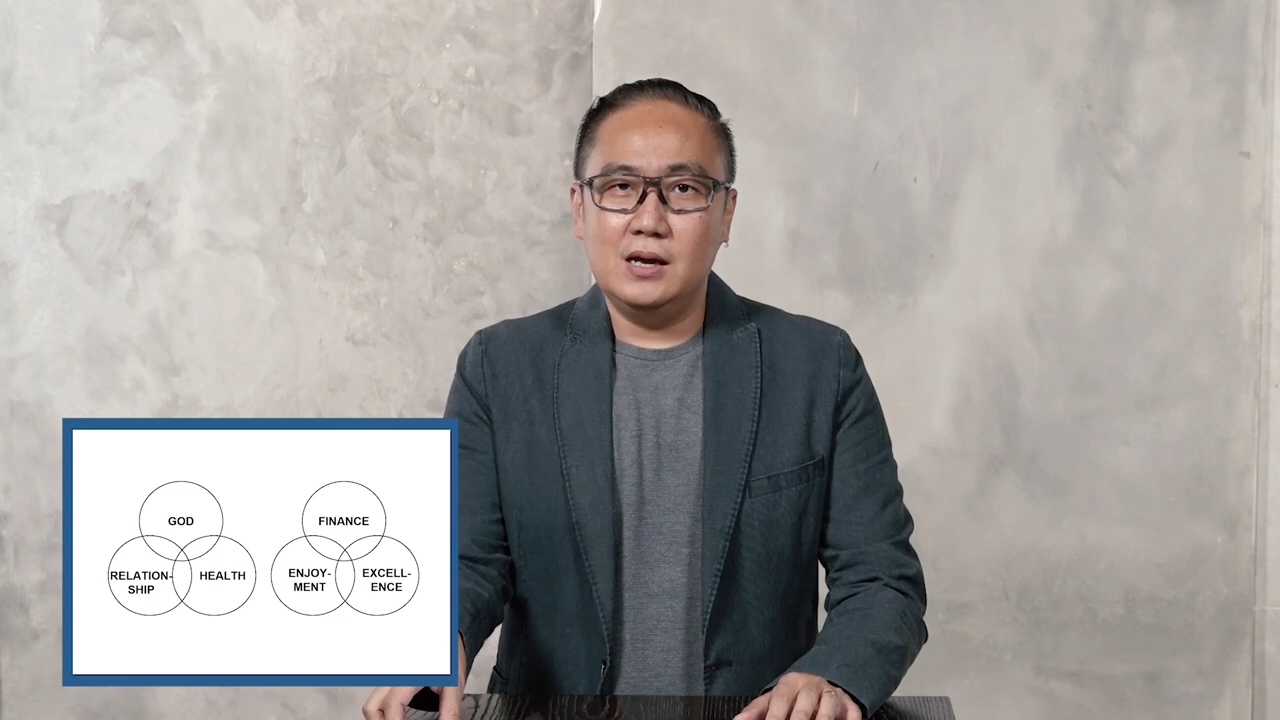 GOD
RELATION-
SHIP
HEALTH
FINANCE
ENJOY-
MENT
EXCELL-
ENCE